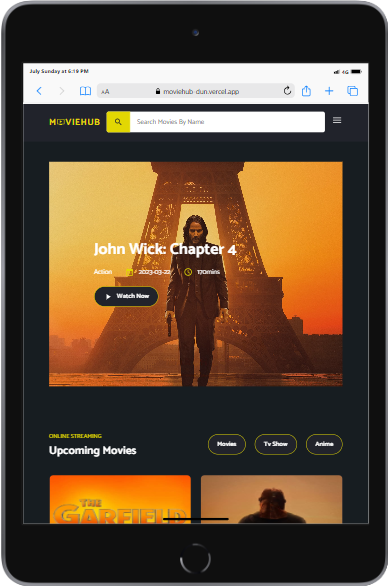 July Sunday at 6:19 PM
4G
AA
moviehub-dun.vercel.app
MOVIEHUB
Search Movies By Name
John Wick: Chapter 4
Action 2023-03-22 170mins
Watch Now
ONLINE STREAMING
Upcoming Movies
Movies
Tv Show
Anime
THE
GARFIELD